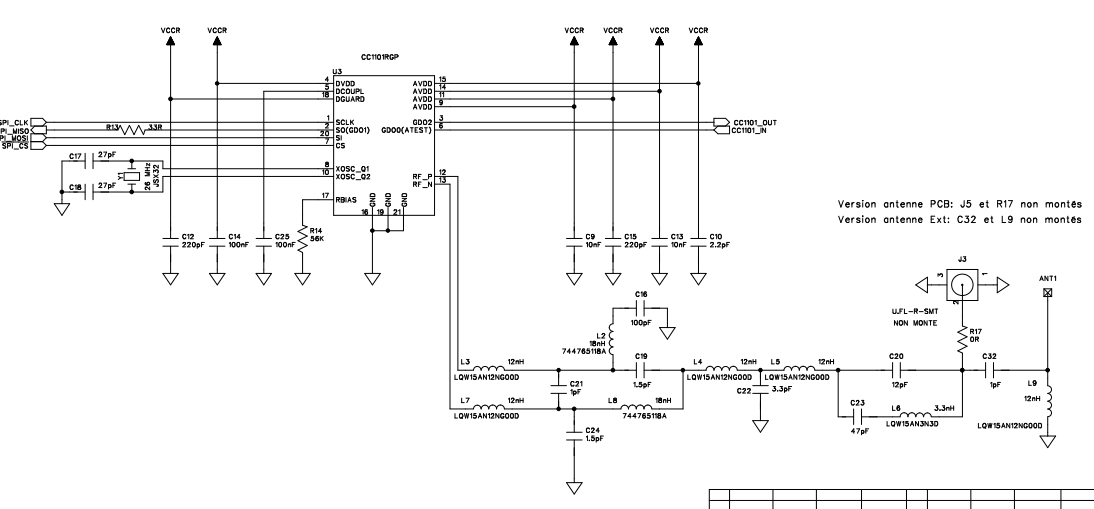 VCCR
VCCR
VCCR
VCCR
VCCR
VCCR
CC1101RGP
U3
4 DVDD
5 DCOUPL
18 DGUARD
AVDD 15
AVDD 14
AVDD 11
AVDD 9
SPI_CLK
1 SCLK
GDO2 3
CC1101_OUT
SPI_MISO
R13 33R
2 SO(GDO1)
GDO0(ATEST) 6
CC1101_IN
SPI_MOSI
20 SI
SPI_CS
7 CS
C17 27pF
Y1
26 MHz
JSX32
8 XOSC_Q1
10 XOSC_Q2
RF_P 12
RF_N 13
C18 27pF
17 RBIAS
GND GND GND
16 19 21
R14
56K
Version antenne PCB: J5 et R17 non montés
Version antenne Ext: C32 et L9 non montés
C12
220pF
C14
100nF
C25
100nF
C9
10nF
C15
220pF
C13
10nF
C10
2.2pF
J3
3 1
2
U.FL-R-SMT
NON MONTE
ANT1
C16
100pF
L2
18nH
744765118A
R17
0R
L3 12nH
LQW15AN12NG00D
C19
1.5pF
L4 12nH
LQW15AN12NG00D
L5 12nH
LQW15AN12NG00D
C20
12pF
C32
1pF
C21
1pF
C22
3.3pF
L9
12nH
LQW15AN12NG00D
L7 12nH
LQW15AN12NG00D
L8 18nH
744765118A
C23
47pF
L6 3.3nH
LQW15AN3N3D
C24
1.5pF